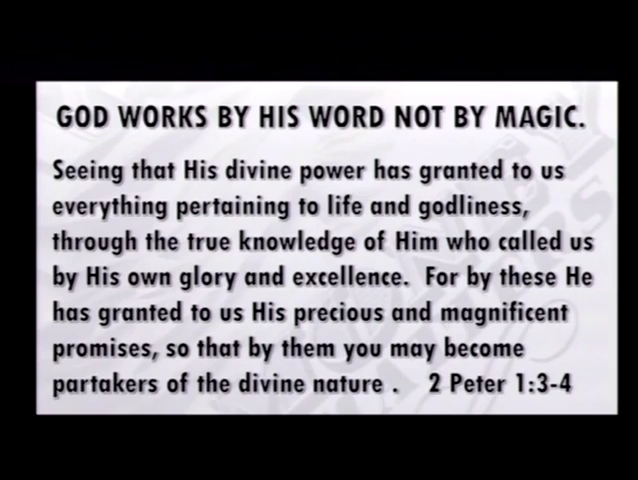 GOD WORKS BY HIS WORD NOT BY MAGIC.
Seeing that His divine power has granted to us
everything pertaining to life and godliness,
through the true knowledge of Him who called us
by His own glory and excellence. For by these He
has granted to us His precious and magnificent
promises, so that by them you may become
partakers of the divine nature . 2 Peter 1:3-4